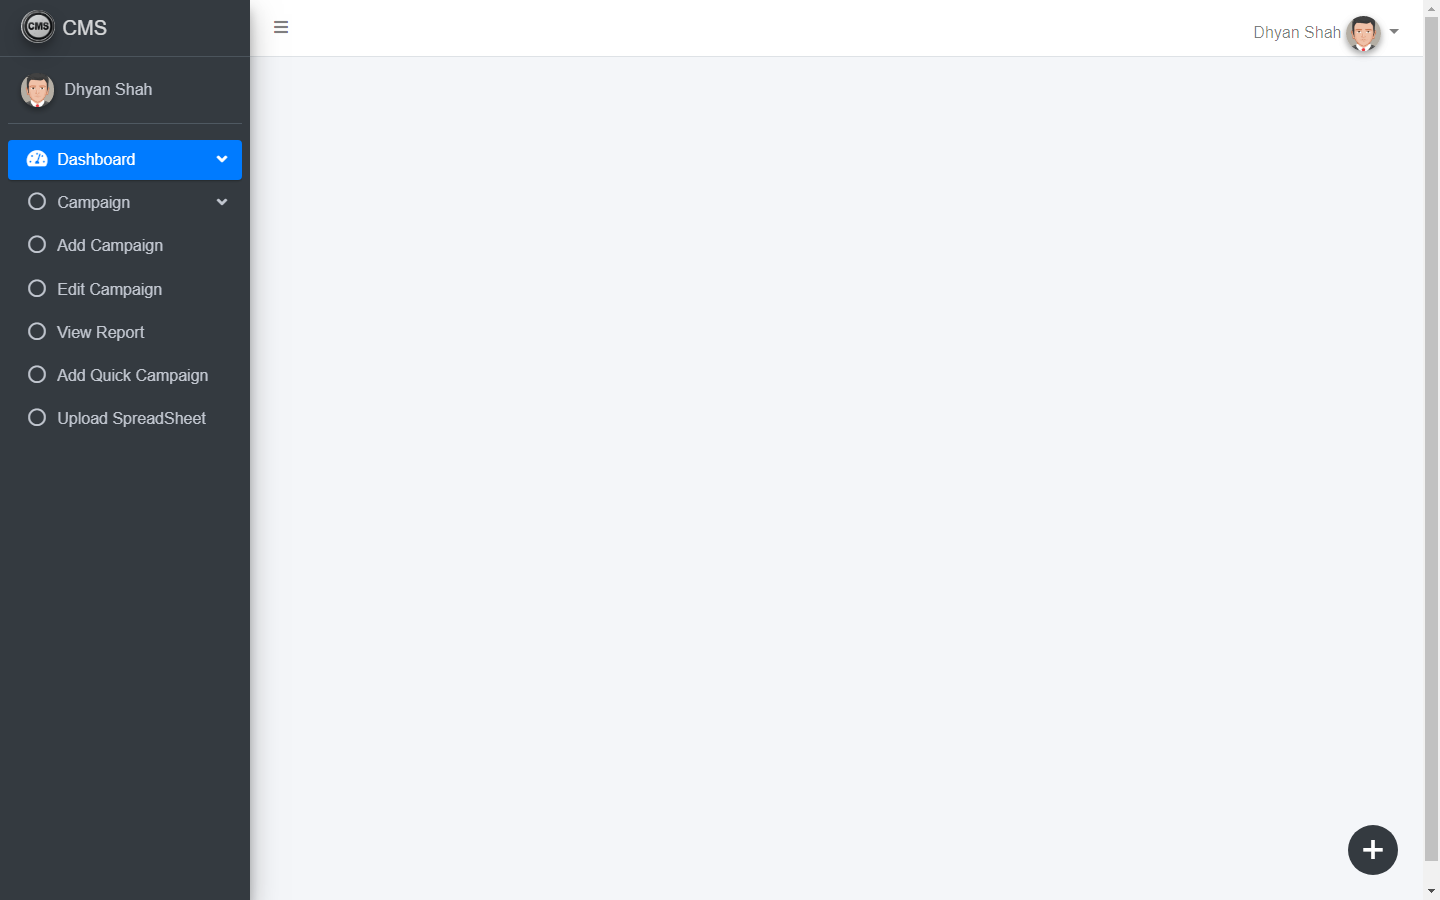 CMS CMS
Dhyan Shah
Dhyan Shah
Dashboard
Campaign
Add Campaign
Edit Campaign
View Report
Add Quick Campaign
Upload SpreadSheet